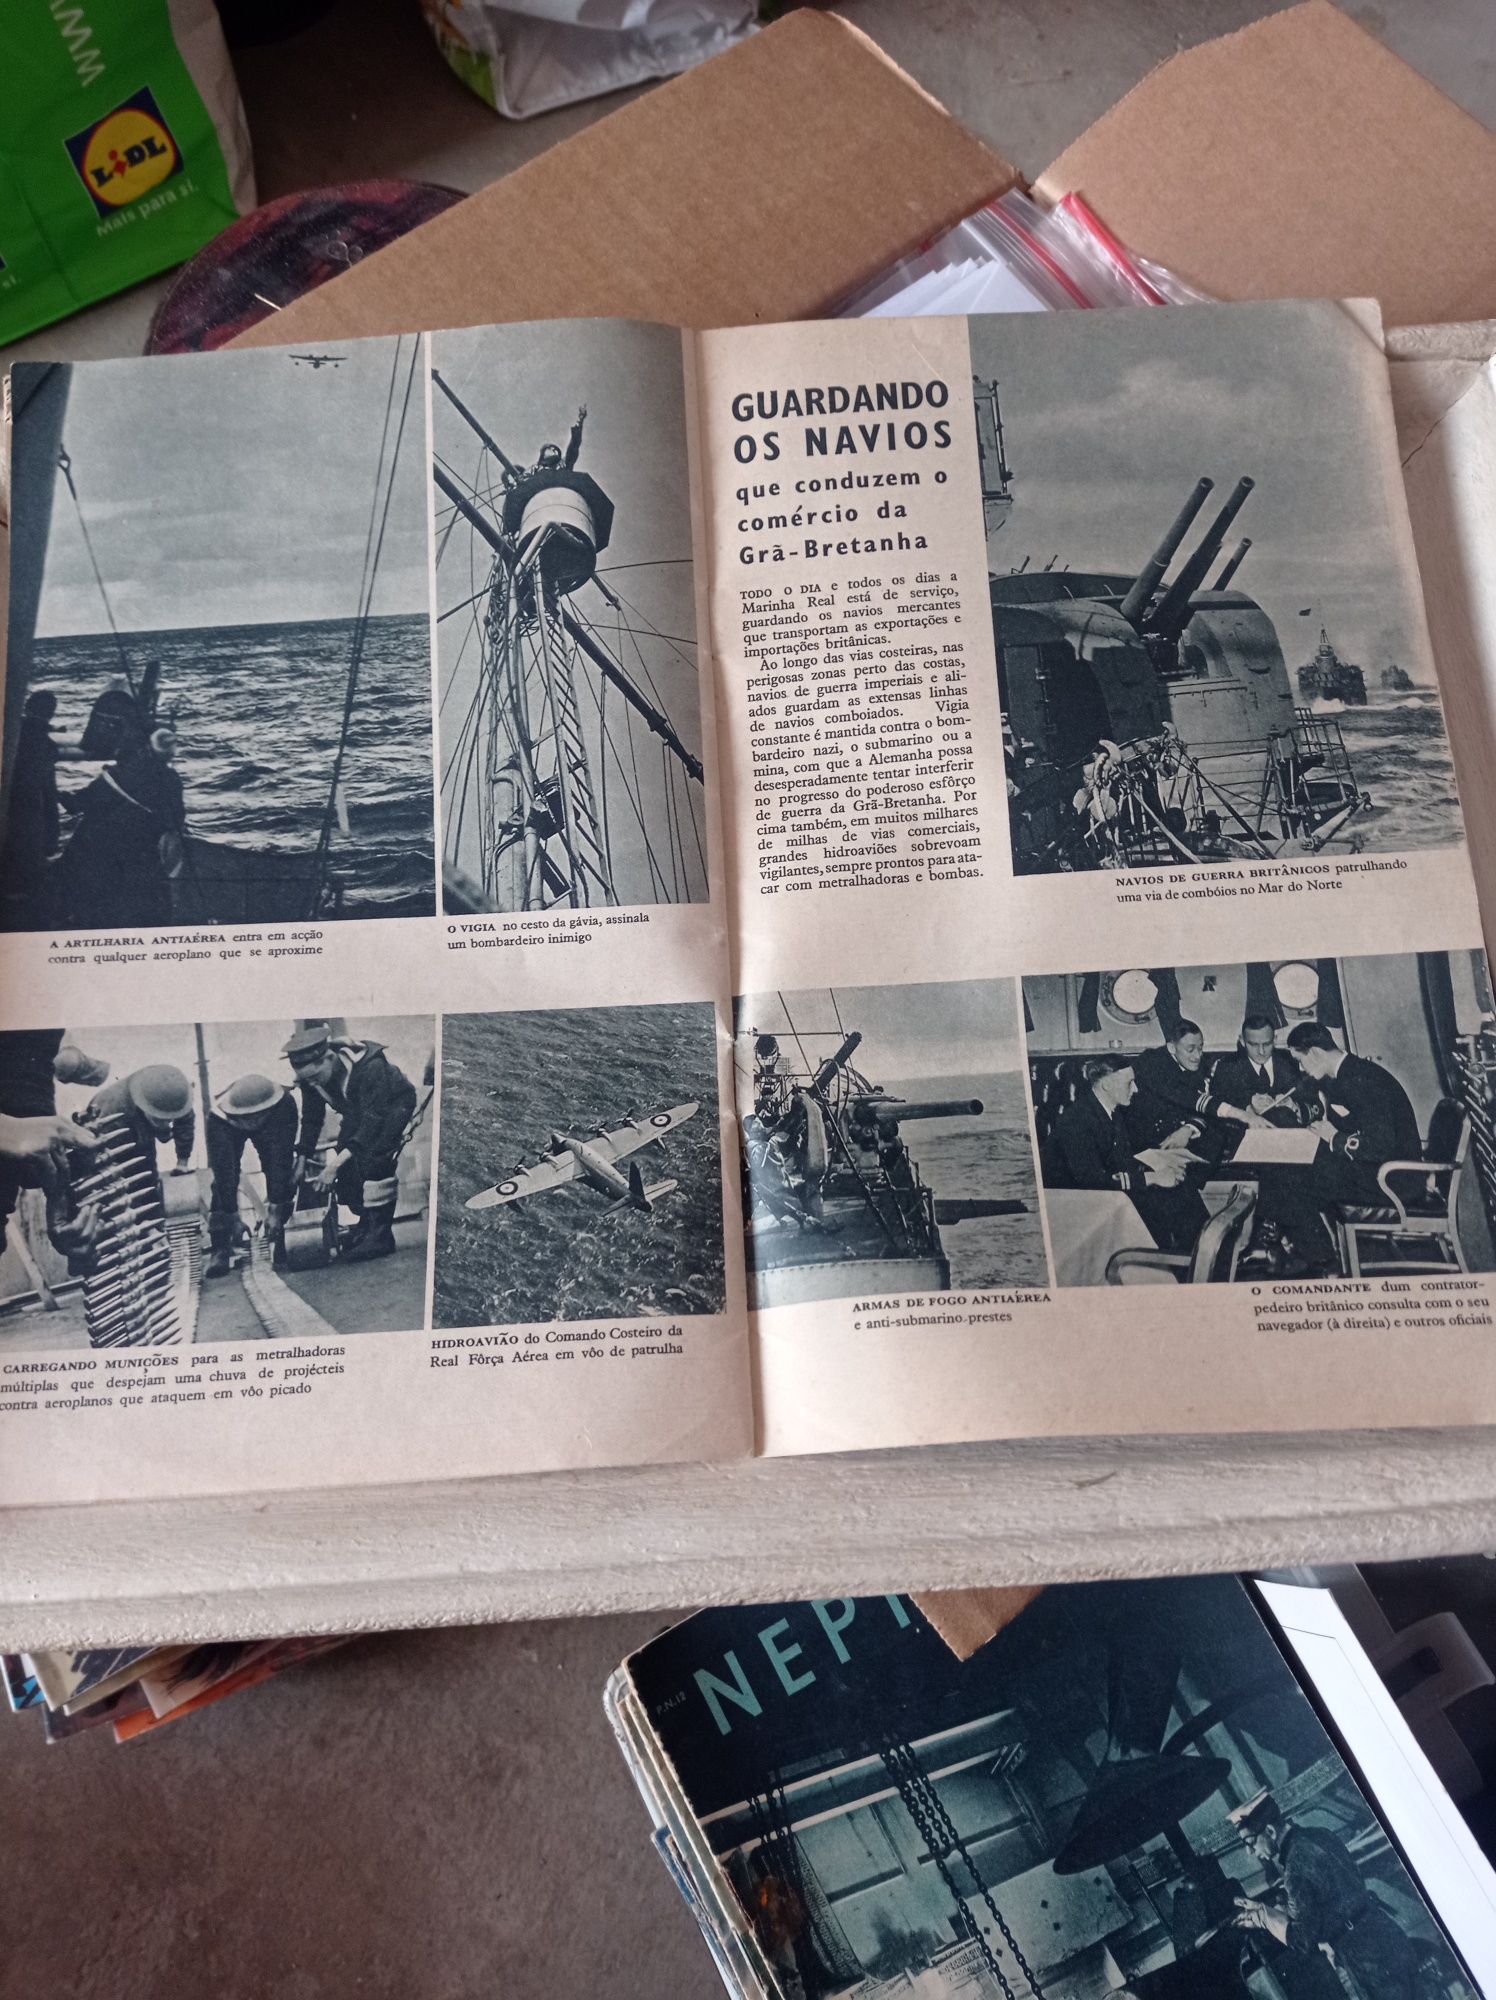 WWW
LIDL
Mais para si.
si.
GUARDANDO
OS NAVIOS
que conduzem o
comércio da
Grã-Bretanha
TODO O DIA e todos os dias a
Marinha Real está de serviço,
guardando os navios mercantes
que transportam as exportações e
importações britânicas.
Ao longo das vias costeiras, nas
perigosas zonas perto das costas,
navios de guerra imperiais e ali-
ados guardam as extensas linhas
de navios comboiados. Vigia
constante é mantida contra o bom-
bardeiro nazi, o submarino ou a
mina, com que a Alemanha possa
desesperadamente tentar interferir
no progresso do poderoso esfôrço
de guerra da Grã-Bretanha. Por
cima também, em muitos milhares
de milhas de vias comerciais,
grandes hidroaviões sobrevoam
vigilantes, sempre prontos para ata-
car com metralhadoras e bombas.
NAVIOS DE GUERRA BRITÂNICOS patrulhando
uma via de combóios no Mar do Norte
A ARTILHARIA ANTIAÉREA entra em acção
contra qualquer aeroplano que se aproxime
O VIGIA no cesto da gávia, assinala
um bombardeiro inimigo
CARREGANDO MUNIÇÕES para as metralhadoras
múltiplas que despejam uma chuva de projécteis
contra aeroplanos que ataquem em vôo picado
HIDROAVIÃO do Comando Costeiro da
Real Fôrça Aérea em vôo de patrulha
ARMAS DE FOGO ANTIAÉREA
e anti-submarino prestes
O COMANDANTE dum contrator-
pedeiro britânico consulta com o seu
navegador (à direita) e outros oficiais
P.N.12
NEPT